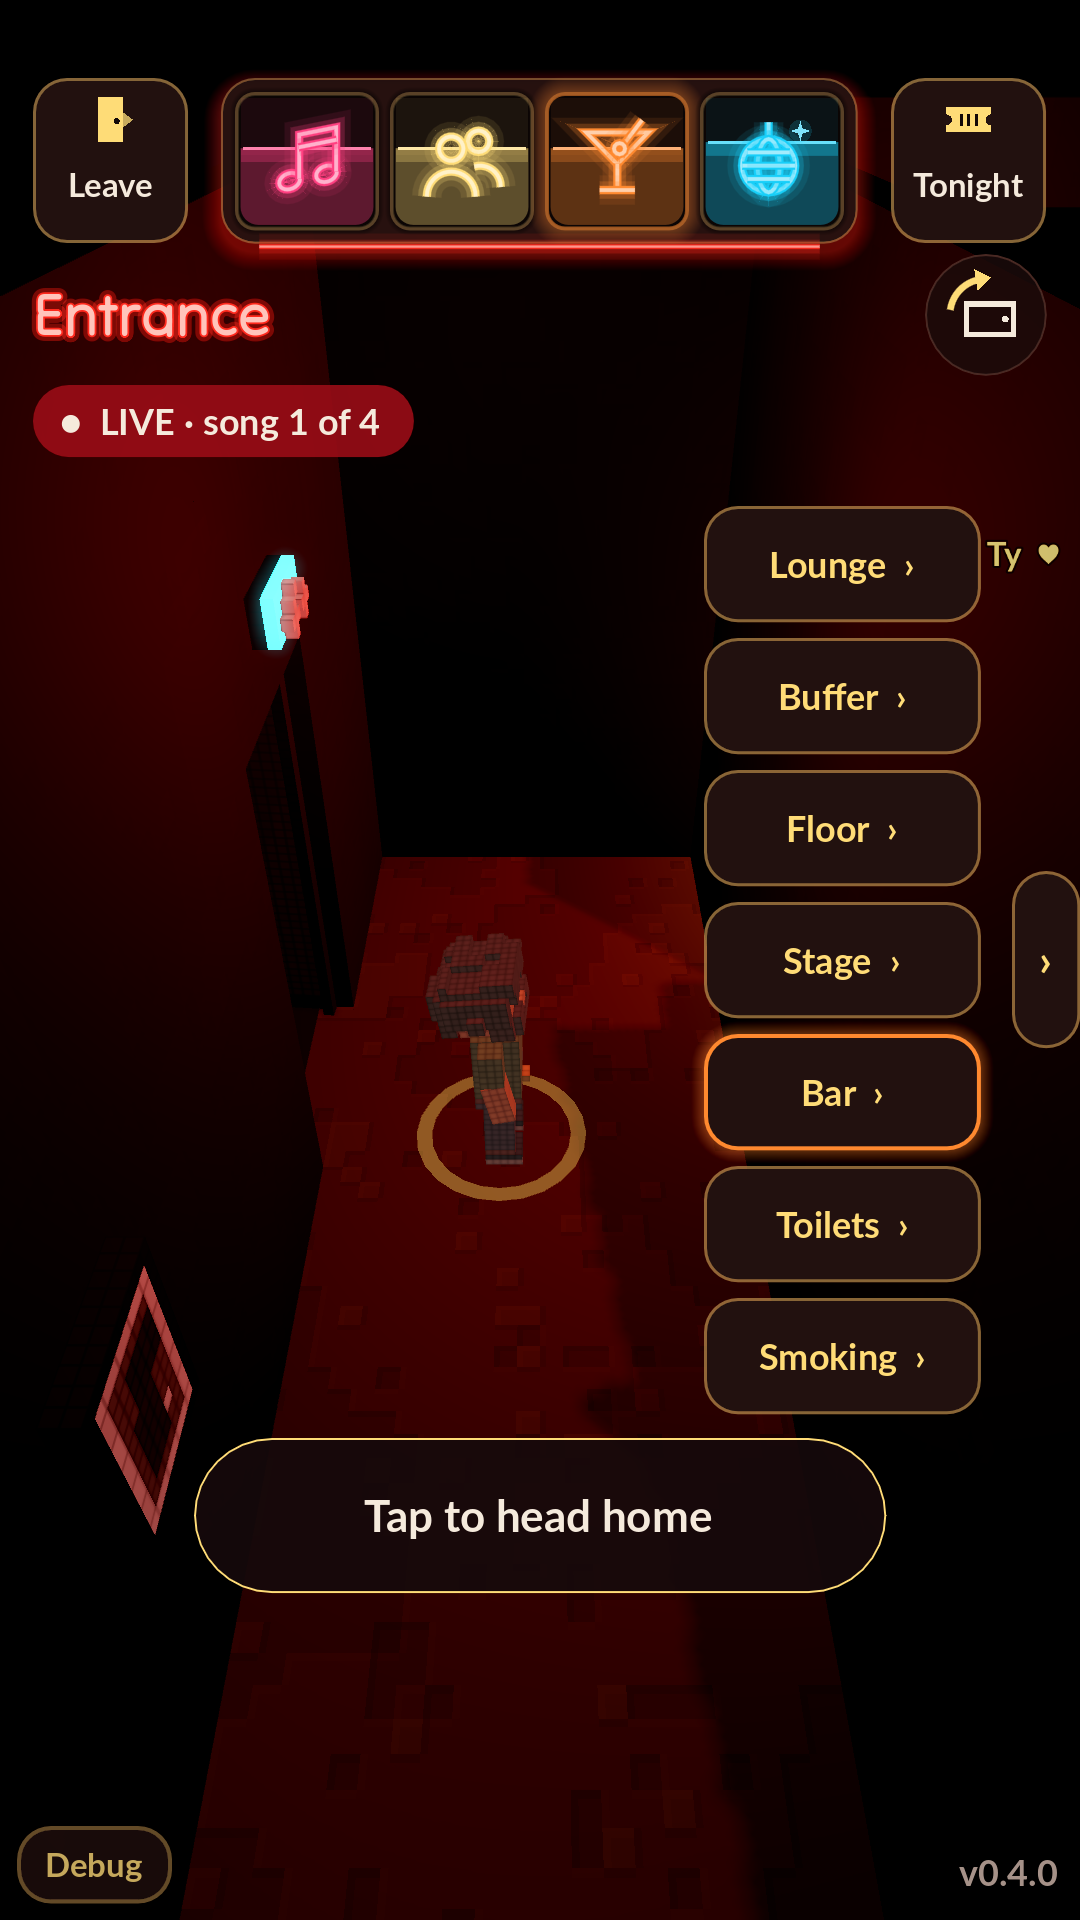 Leave
Tonight
Entrance
LIVE · song 1 of 4
Lounge ›
Ty ♥
Buffer ›
Floor ›
Stage ›
›
Bar ›
Toilets ›
Smoking ›
Tap to head home
Debug
v0.4.0